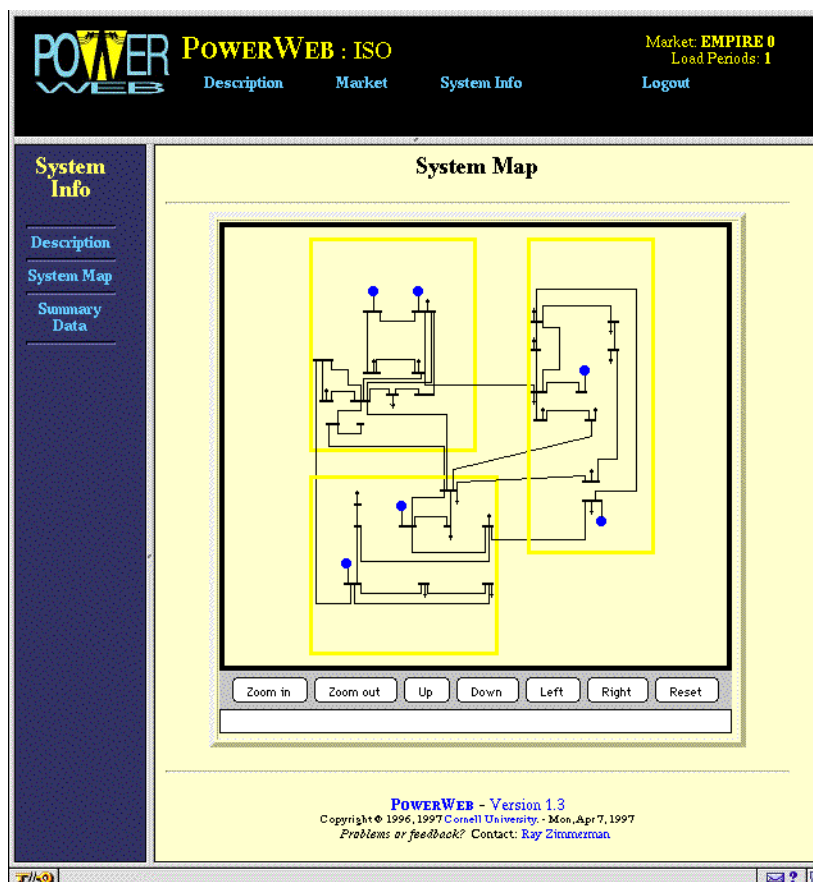 POWER
WEB
POWERWEB : ISO
Market: EMPIRE 0
Load Periods: 1
Description Market System Info Logout
System
Info
Description
System Map
Summary
Data
System Map
Zoom in Zoom out Up Down Left Right Reset
POWERWEB - Version 1.3
Copyright © 1996, 1997 Cornell University. - Mon, Apr 7, 1997
Problems or feedback? Contact: Ray Zimmerman
?